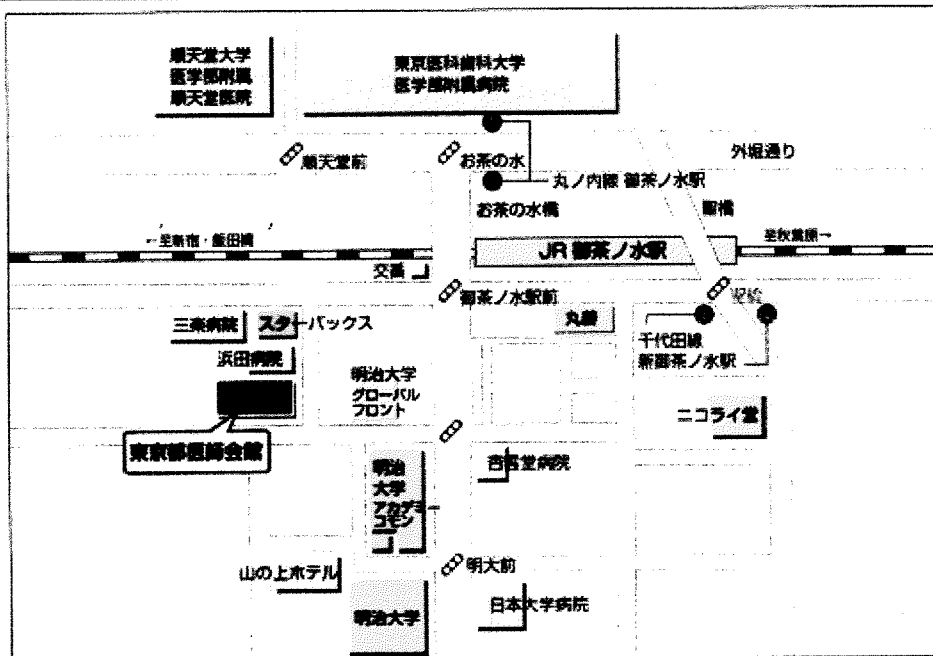 順天堂大学
医学部附属
順天堂医院
東京医科歯科大学
医学部附属病院
順天堂前
お茶の水
外堀通り
丸ノ内線 御茶ノ水駅
お茶の水橋
聖橋
←至新宿・飯田橋
JR 御茶ノ水駅
至秋葉原→
交番
御茶ノ水駅前
聖橋
三楽病院
スターバックス
丸善
千代田線
新御茶ノ水駅
浜田病院
明治大学
グローバル
フロント
ニコライ堂
東京都医師会館
明治
大学
アカデミー
コモン
杏雲堂病院
山の上ホテル
明大前
明治大学
日本大学病院